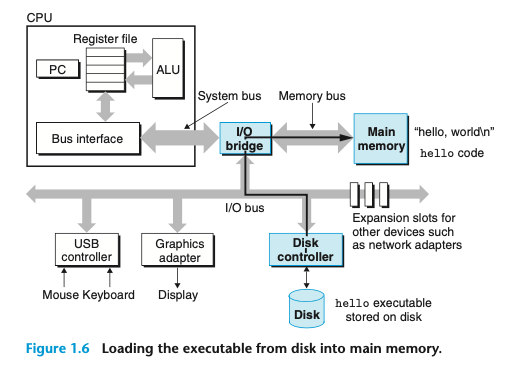 CPU
Register file
PC
ALU
System bus
Memory bus
Bus interface
I/O
bridge
Main
memory
"hello, world\n"
hello code
I/O bus
Expansion slots for
other devices such
as network adapters
USB
controller
Graphics
adapter
Disk
controller
Mouse Keyboard
Display
Disk
hello executable
stored on disk
Figure 1.6 Loading the executable from disk into main memory.